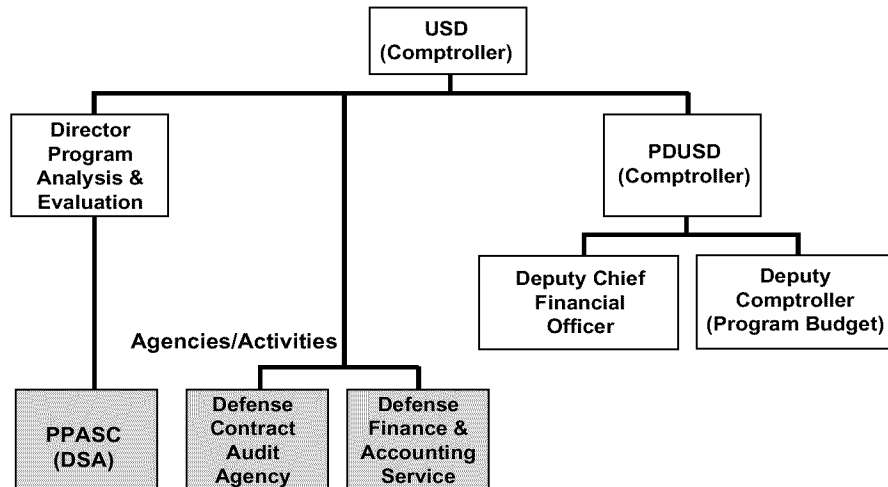 USD
(Comptroller)
Director
Program
Analysis &
Evaluation
PDUSD
(Comptroller)
Deputy Chief
Financial
Officer
Deputy
Comptroller
(Program Budget)
Agencies/Activities
PPASC
(DSA)
Defense
Contract
Audit
Agency
Defense
Finance &
Accounting
Service